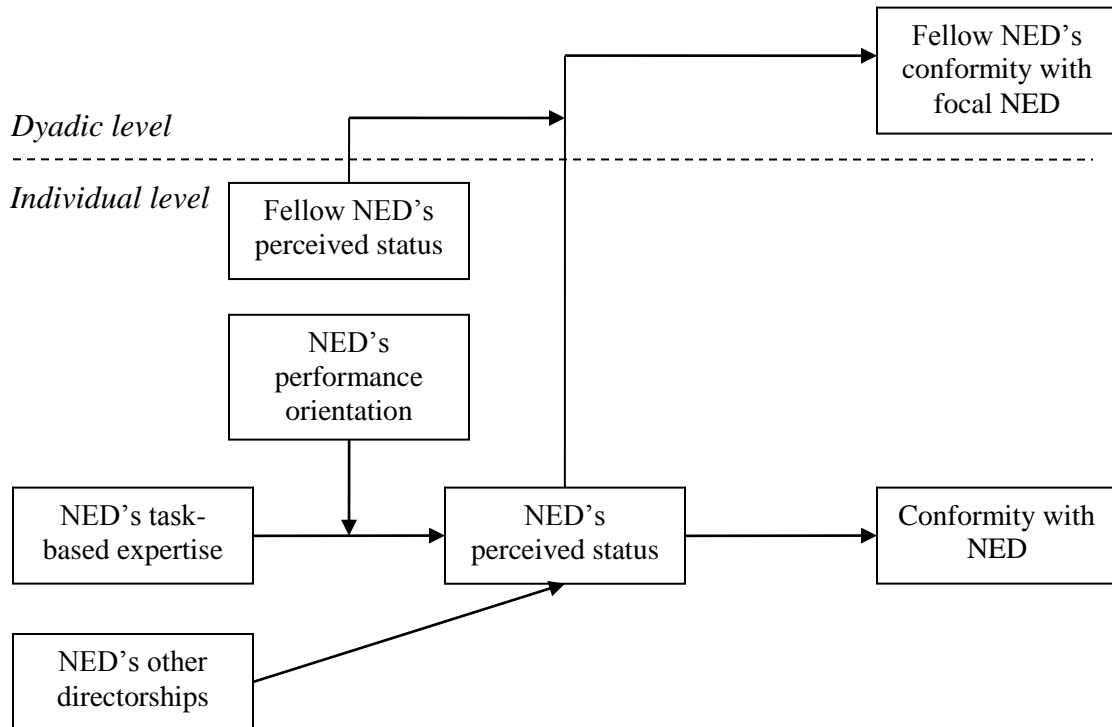 Fellow NED’s
conformity with
focal NED
Dyadic level
Individual level
Fellow NED’s
perceived status
NED’s
performance
orientation
NED’s task-
based expertise
NED’s
perceived status
Conformity with
NED
NED’s other
directorships